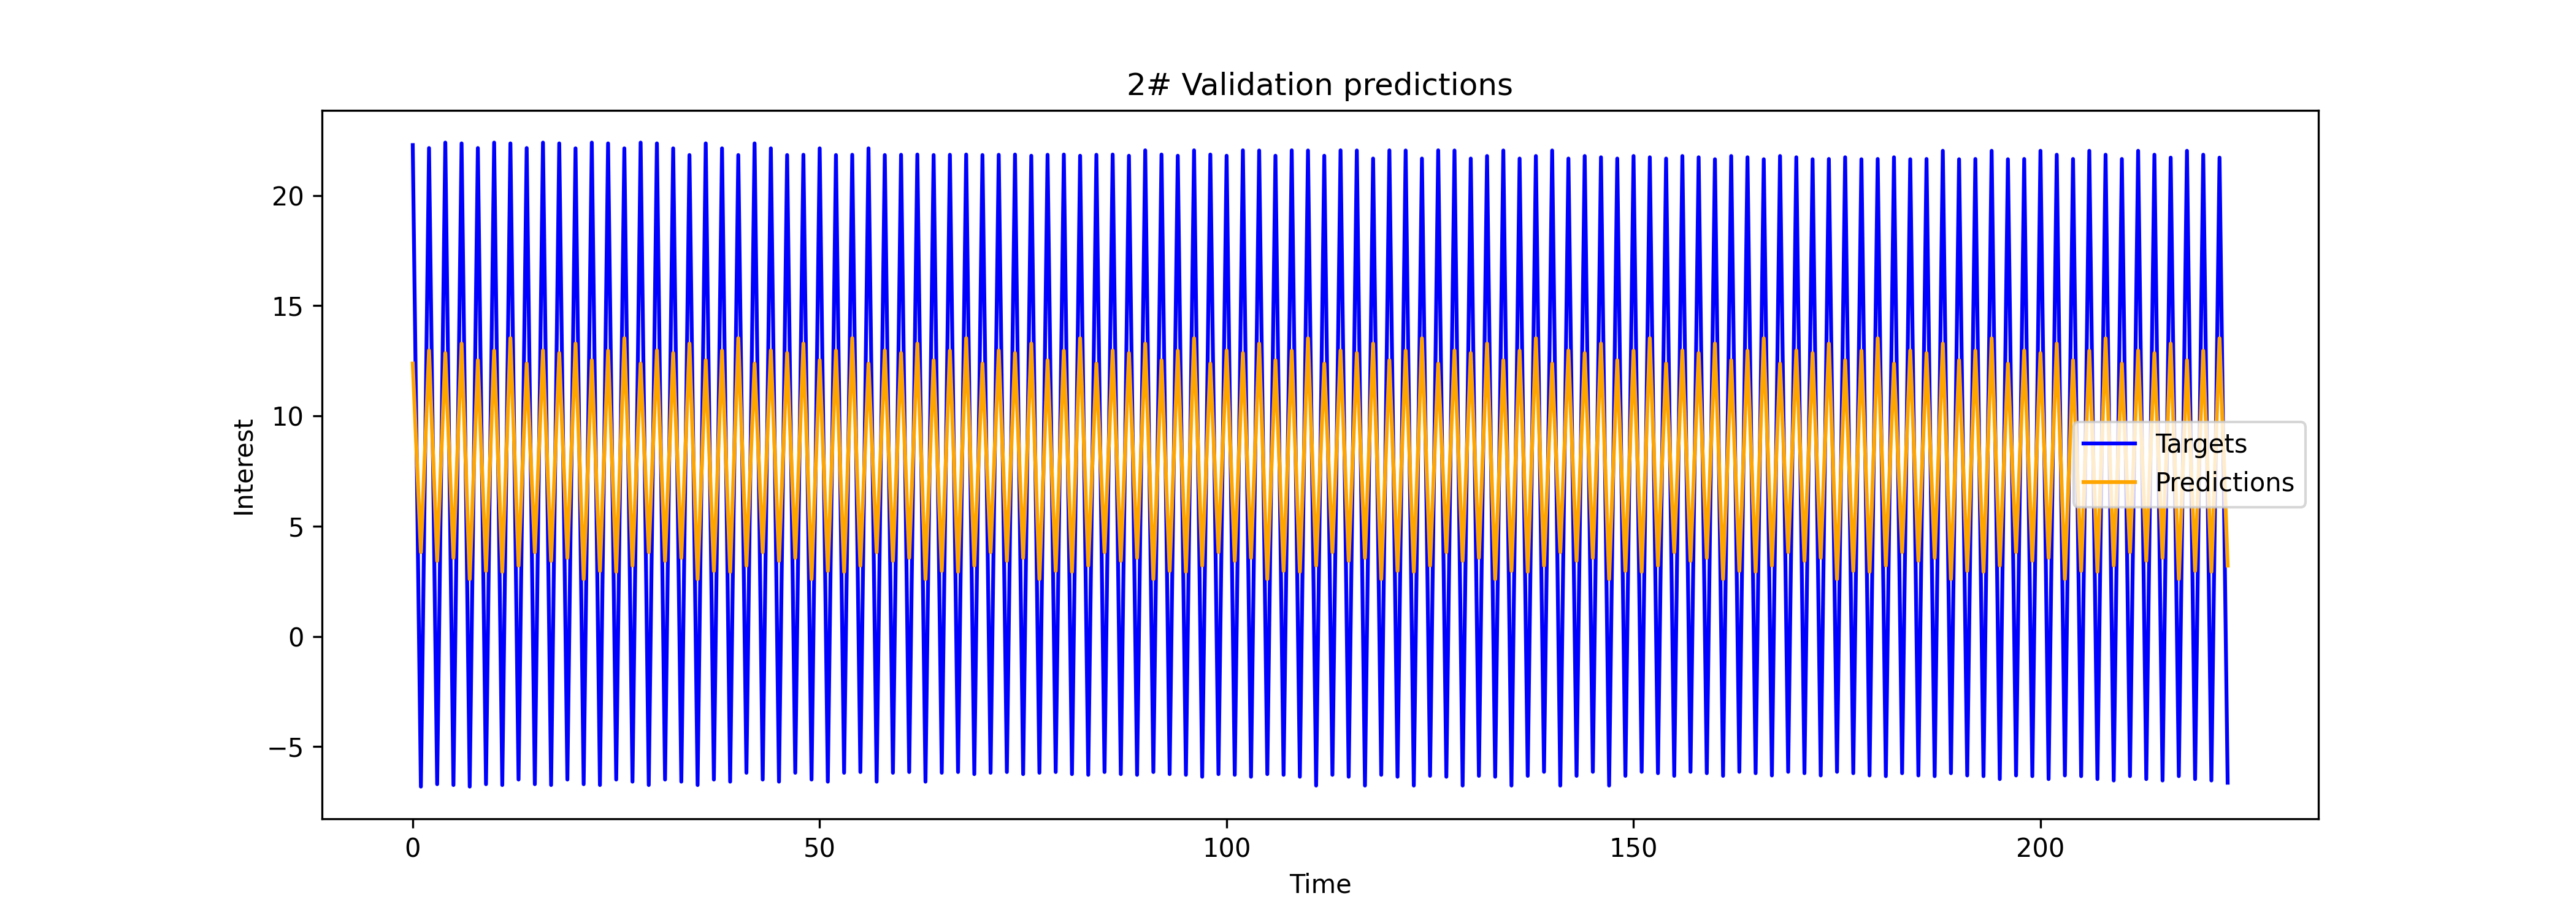 2# Validation predictions
Interest
20
15
10
5
0
−5
Targets
Predictions
0 50 100 150 200
Time